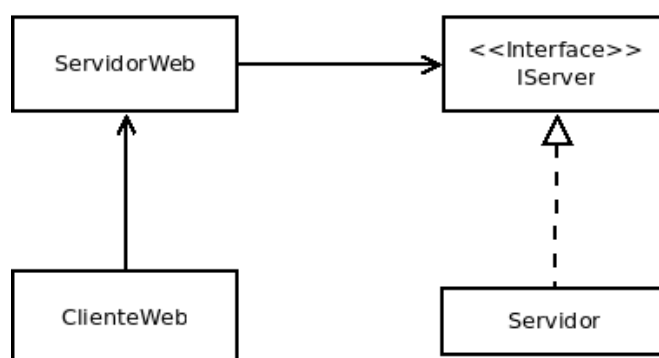 ServidorWeb
<<Interface>>
IServer
ClienteWeb
Servidor